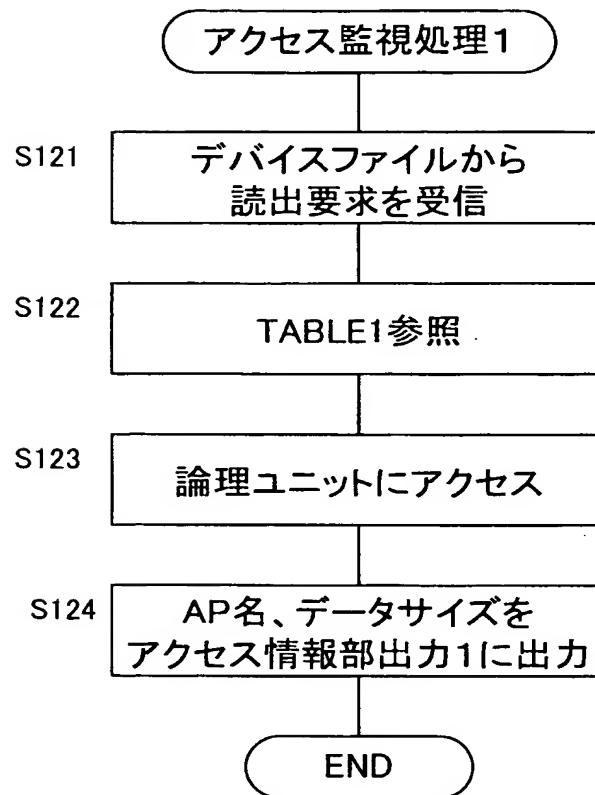 アクセス監視処理1
S121
デバイスファイルから
読出要求を受信
S122
TABLE1参照
S123
論理ユニットにアクセス
S124
AP名、データサイズを
アクセス情報部出力1に出力
END